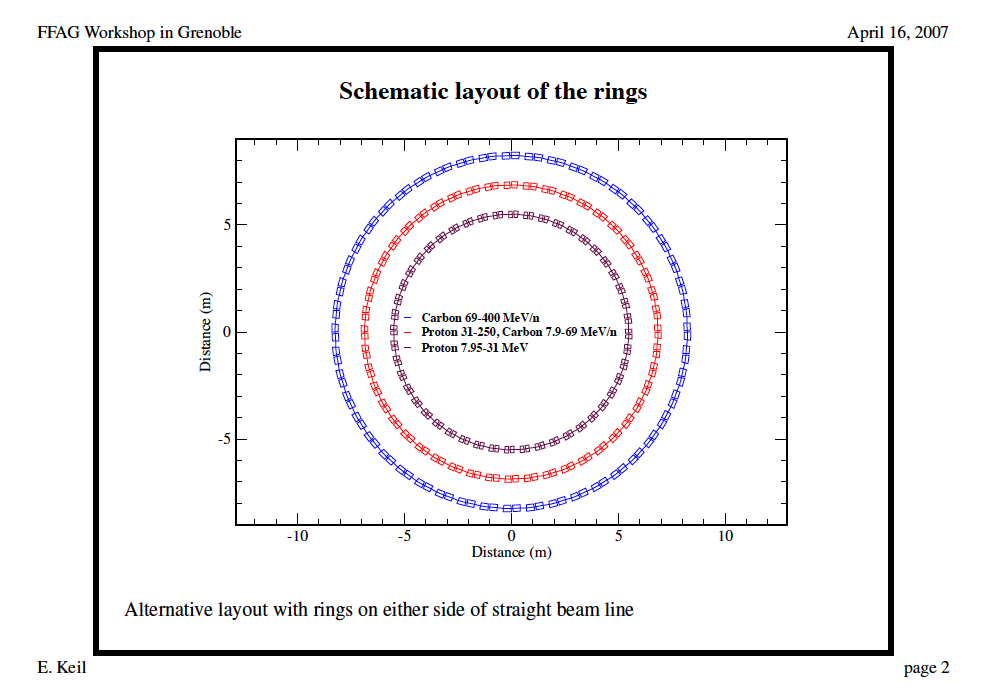 FFAG Workshop in Grenoble
April 16, 2007
Schematic layout of the rings
Distance (m)
5
0
-5
Carbon 69-400 MeV/n
Proton 31-250, Carbon 7.9-69 MeV/n
Proton 7.95-31 MeV
-10 -5 0 5 10
Distance (m)
Alternative layout with rings on either side of straight beam line
E. Keil
page 2